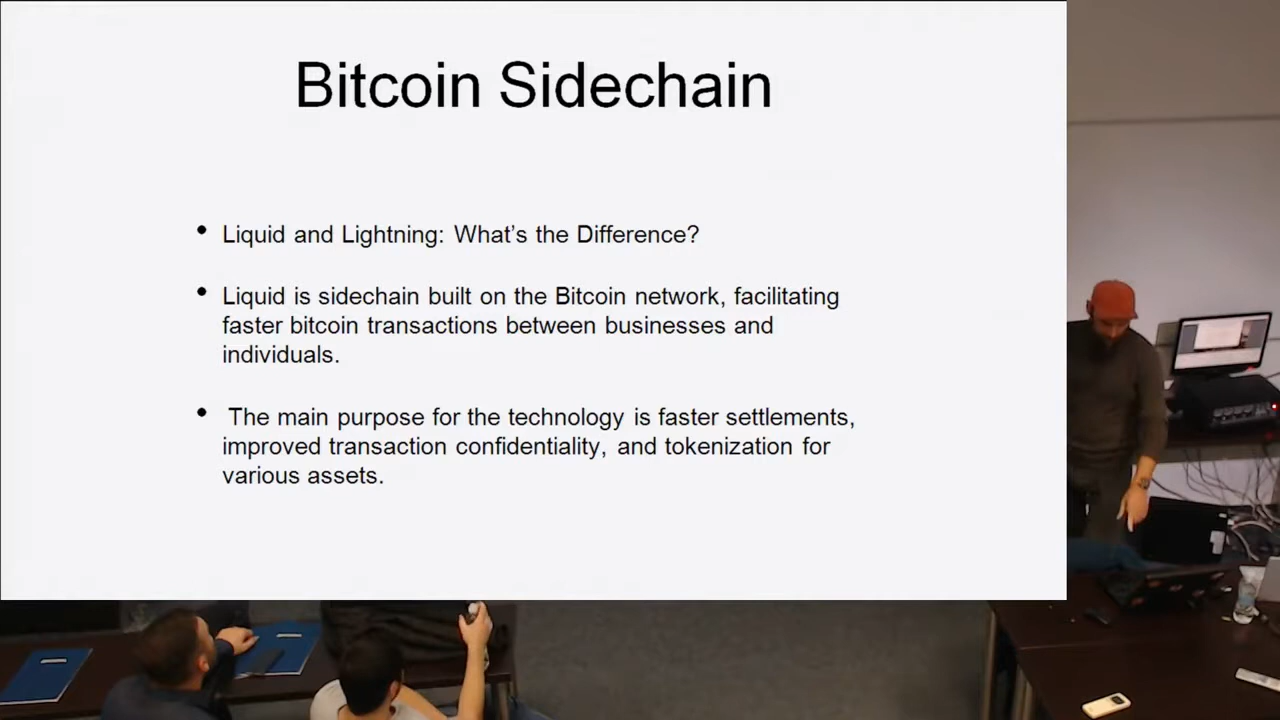 Bitcoin Sidechain
• Liquid and Lightning: What's the Difference?
• Liquid is sidechain built on the Bitcoin network, facilitating
faster bitcoin transactions between businesses and
individuals.
• The main purpose for the technology is faster settlements,
improved transaction confidentiality, and tokenization for
various assets.